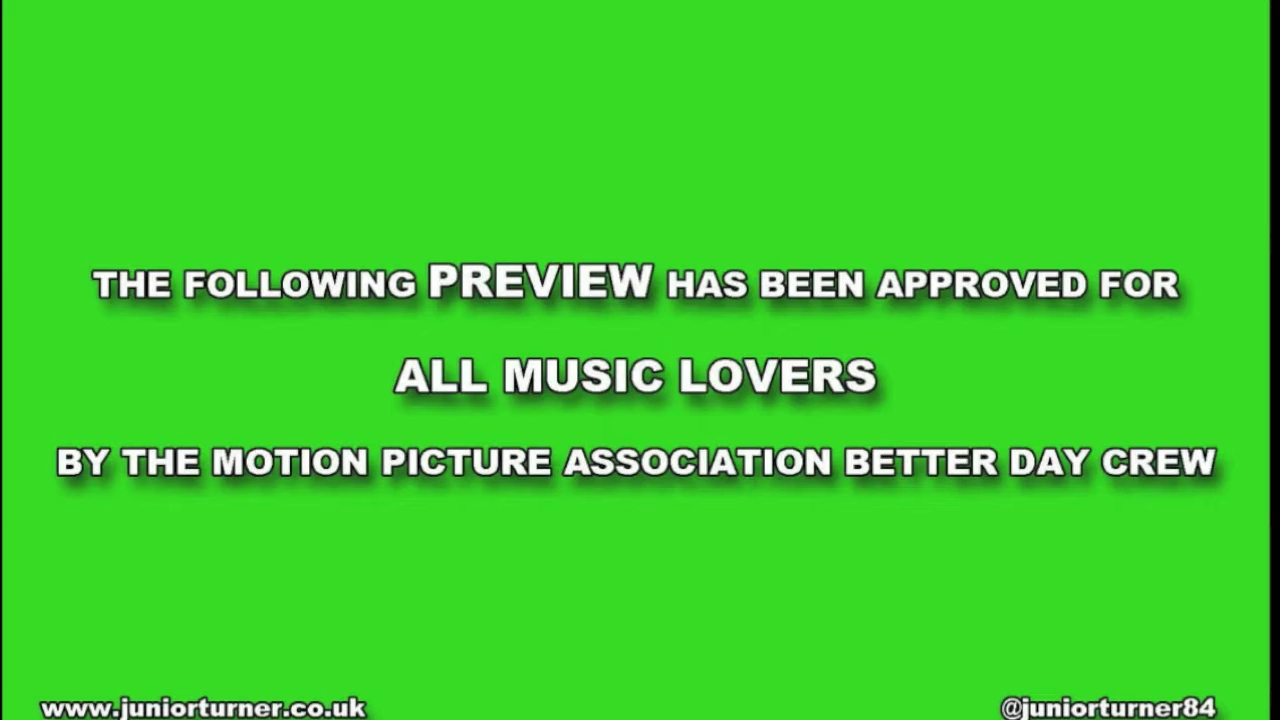 THE FOLLOWING PREVIEW HAS BEEN APPROVED FOR
ALL MUSIC LOVERS
BY THE MOTION PICTURE ASSOCIATION BETTER DAY CREW
www.juniorturner.co.uk
@juniorturner84